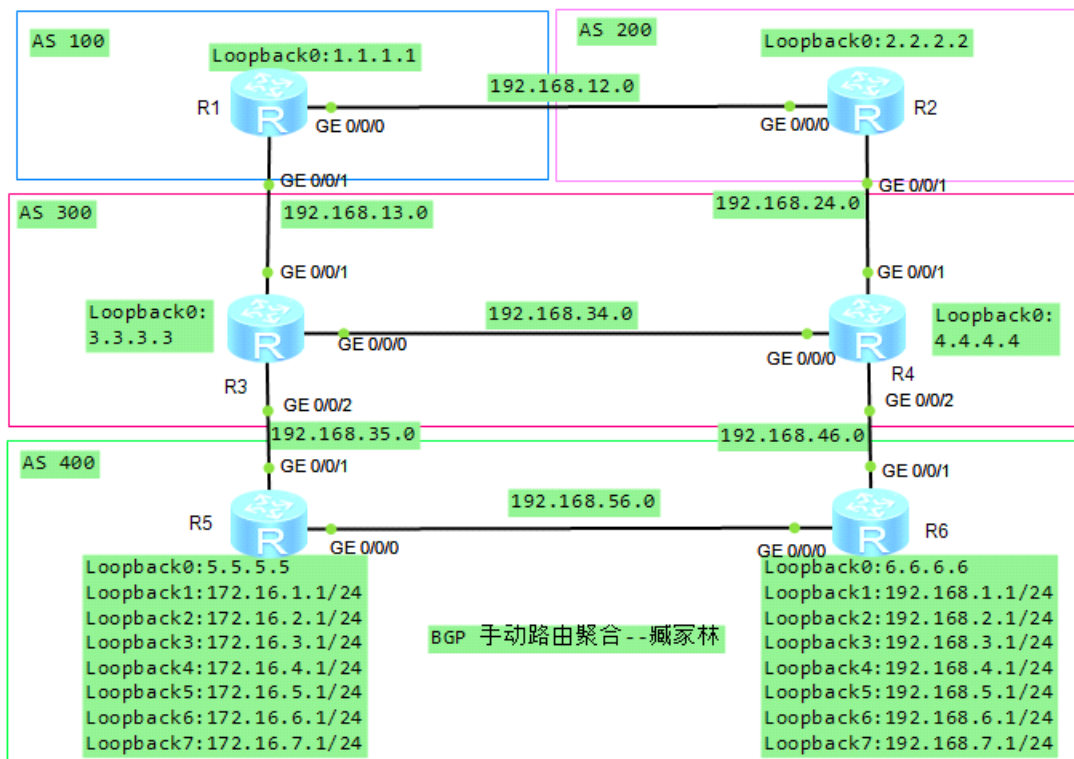 AS 100
AS 200
Loopback0:1.1.1.1
Loopback0:2.2.2.2
192.168.12.0
R1
R2
GE 0/0/0
GE 0/0/0
GE 0/0/1
GE 0/0/1
AS 300
192.168.13.0
192.168.24.0
GE 0/0/1
GE 0/0/1
Loopback0:
3.3.3.3
192.168.34.0
Loopback0:
4.4.4.4
GE 0/0/0
GE 0/0/0
R3
R4
GE 0/0/2
GE 0/0/2
192.168.35.0
192.168.46.0
AS 400
GE 0/0/1
GE 0/0/1
192.168.56.0
R5
R6
GE 0/0/0
GE 0/0/0
Loopback0:5.5.5.5
Loopback1:172.16.1.1/24
Loopback2:172.16.2.1/24
Loopback3:172.16.3.1/24
Loopback4:172.16.4.1/24
Loopback5:172.16.5.1/24
Loopback6:172.16.6.1/24
Loopback7:172.16.7.1/24
BGP 手动路由聚合--臧冢林
Loopback0:6.6.6.6
Loopback1:192.168.1.1/24
Loopback2:192.168.2.1/24
Loopback3:192.168.3.1/24
Loopback4:192.168.4.1/24
Loopback5:192.168.5.1/24
Loopback6:192.168.6.1/24
Loopback7:192.168.7.1/24
R
R
R
R
R
R